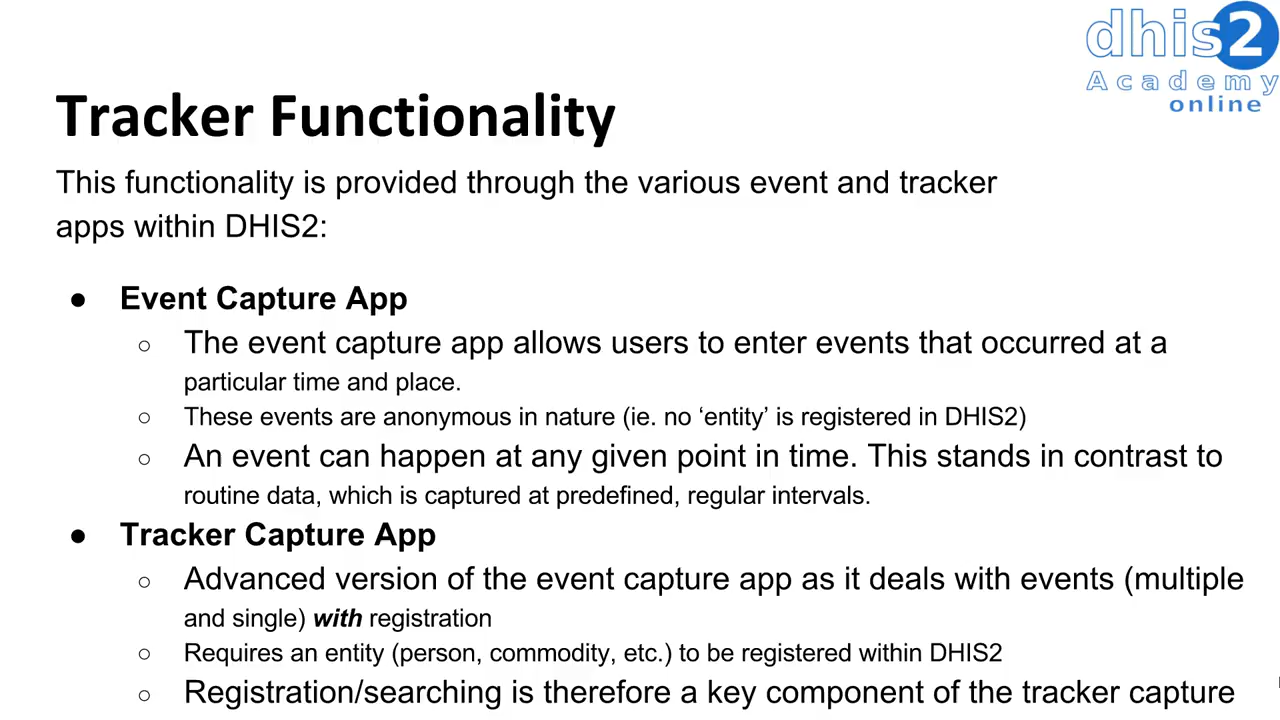 dhis2
Academy
online
Tracker Functionality
This functionality is provided through the various event and tracker
apps within DHIS2:
● Event Capture App
○ The event capture app allows users to enter events that occurred at a
particular time and place.
○ These events are anonymous in nature (ie. no ‘entity’ is registered in DHIS2)
○ An event can happen at any given point in time. This stands in contrast to
routine data, which is captured at predefined, regular intervals.
● Tracker Capture App
○ Advanced version of the event capture app as it deals with events (multiple
and single) with registration
○ Requires an entity (person, commodity, etc.) to be registered within DHIS2
○ Registration/searching is therefore a key component of the tracker capture